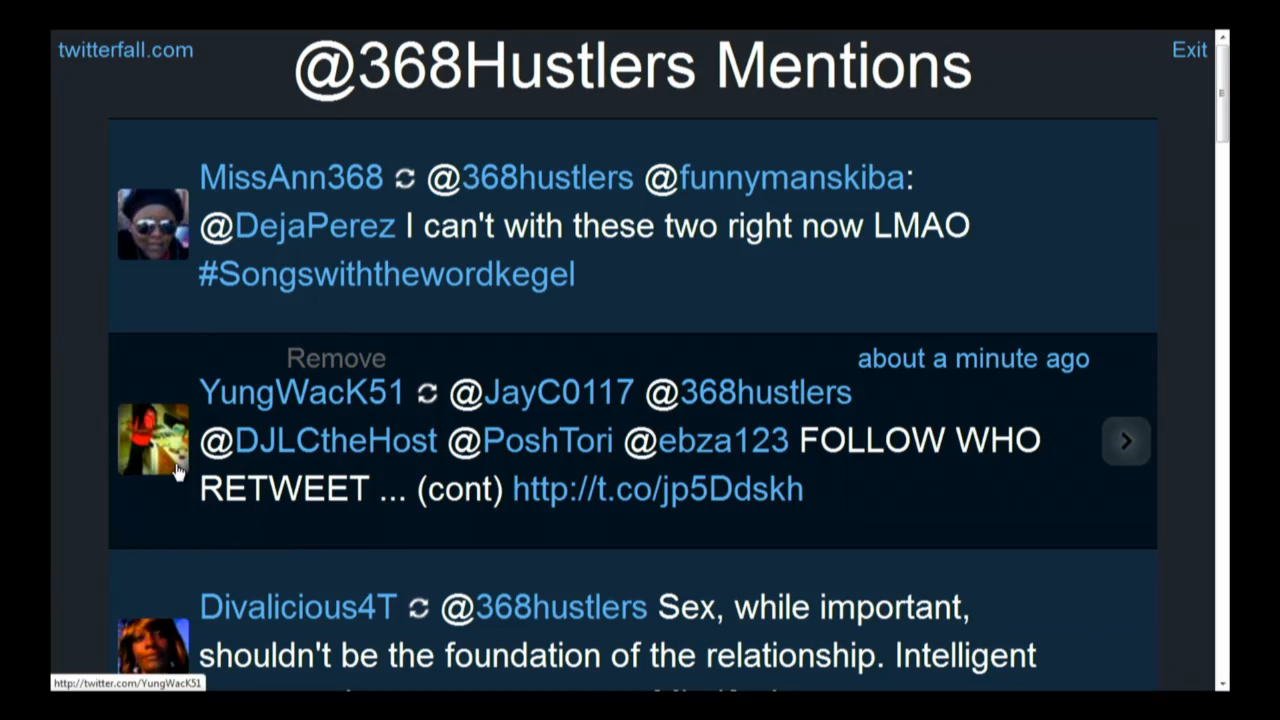 twitterfall.com
@368Hustlers Mentions
Exit
MissAnn368 @368hustlers @funnymanskiba:
@DejaPerez I can't with these two right now LMAO
#Songswiththewordkegel
Remove
about a minute ago
YungWacK51 @JayC0117 @368hustlers
@DJLCtheHost @PoshTori @ebza123 FOLLOW WHO
RETWEET ... (cont) http://t.co/jp5Ddskh
Divalicious4T @368hustlers Sex, while important,
shouldn't be the foundation of the relationship. Intelligent
http://twitter.com/YungWacK51